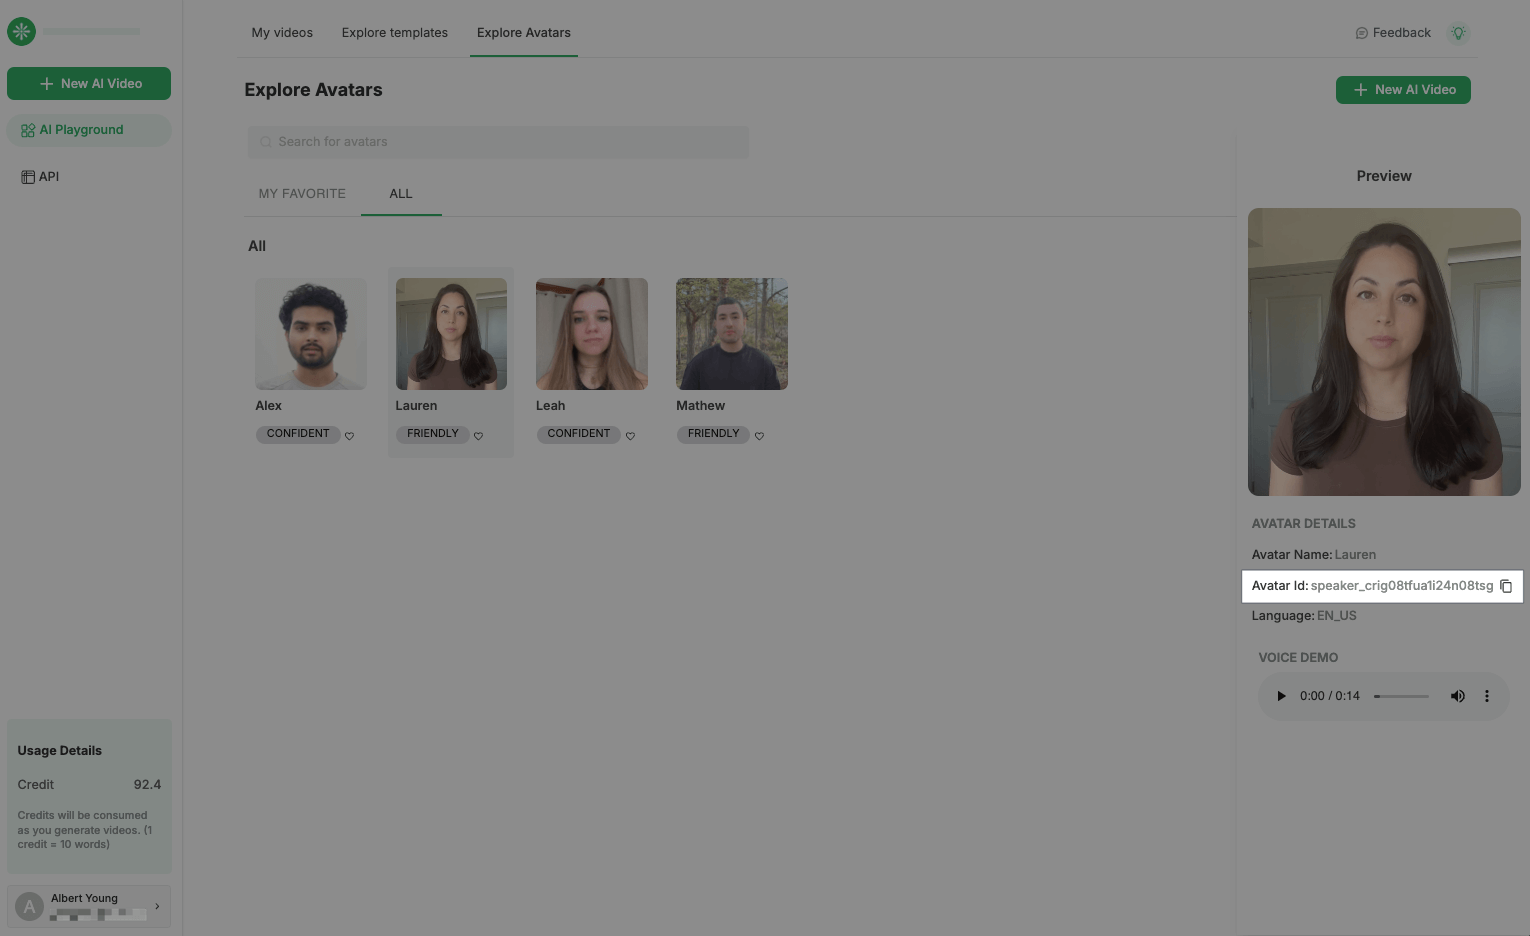 My videos
Explore templates
Explore Avatars
Feedback
New AI Video
AI Playground
API
Explore Avatars
New AI Video
Search for avatars
MY FAVORITE
ALL
All
Alex
CONFIDENT
Lauren
FRIENDLY
Leah
CONFIDENT
Mathew
FRIENDLY
Preview
AVATAR DETAILS
Avatar Name: Lauren
Avatar Id: speaker_crig08tfua1i24n08tsg
Language: EN_US
VOICE DEMO
0:00 / 0:14
Usage Details
Credit 92.4
Credits will be consumed
as you generate videos. (1
credit = 10 words)
A
Albert Young